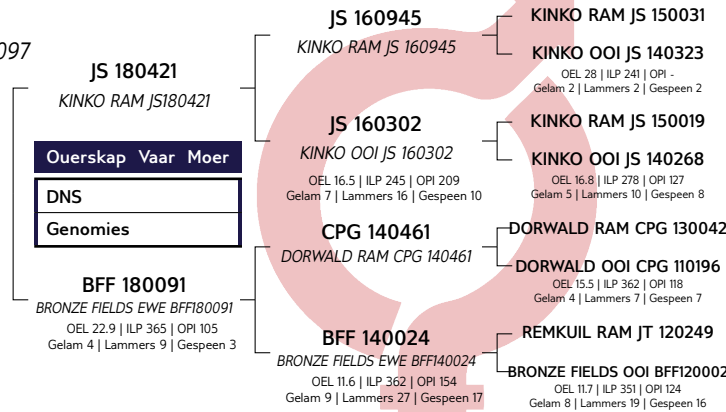 097
JS 180421
KINKO RAM JS180421
Ouerskap Vaar Moer
DNS
Genomies
BFF 180091
BRONZE FIELDS EWE BFF180091
OEL 22.9 | ILP 365 | OPI 105
Gelam 4 | Lammers 9 | Gespeen 3
JS 160945
KINKO RAM JS 160945
JS 160302
KINKO OOI JS 160302
OEL 16.5 | ILP 245 | OPI 209
Gelam 7 | Lammers 16 | Gespeen 10
CPG 140461
DORWALD RAM CPG 140461
BFF 140024
BRONZE FIELDS EWE BFF140024
OEL 11.6 | ILP 362 | OPI 154
Gelam 9 | Lammers 27 | Gespeen 17
KINKO RAM JS 150031
KINKO OOI JS 140323
OEL 28 | ILP 241 | OPI -
Gelam 2 | Lammers 2 | Gespeen 2
KINKO RAM JS 150019
KINKO OOI JS 140268
OEL 16.8 | ILP 278 | OPI 127
Gelam 5 | Lammers 10 | Gespeen 8
DORWALD RAM CPG 130042
DORWALD OOI CPG 110196
OEL 15.5 | ILP 362 | OPI 118
Gelam 4 | Lammers 7 | Gespeen 7
REMKUIL RAM JT 120249
BRONZE FIELDS OOI BFF120002
OEL 11.7 | ILP 351 | OPI 124
Gelam 8 | Lammers 19 | Gespeen 16